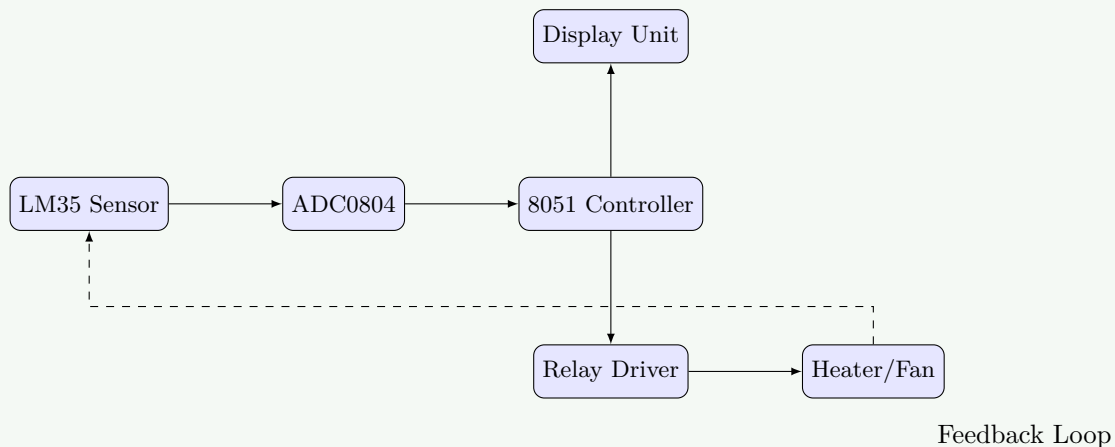 Display Unit
LM35 Sensor
ADC0804
8051 Controller
Relay Driver
Heater/Fan
Feedback Loop